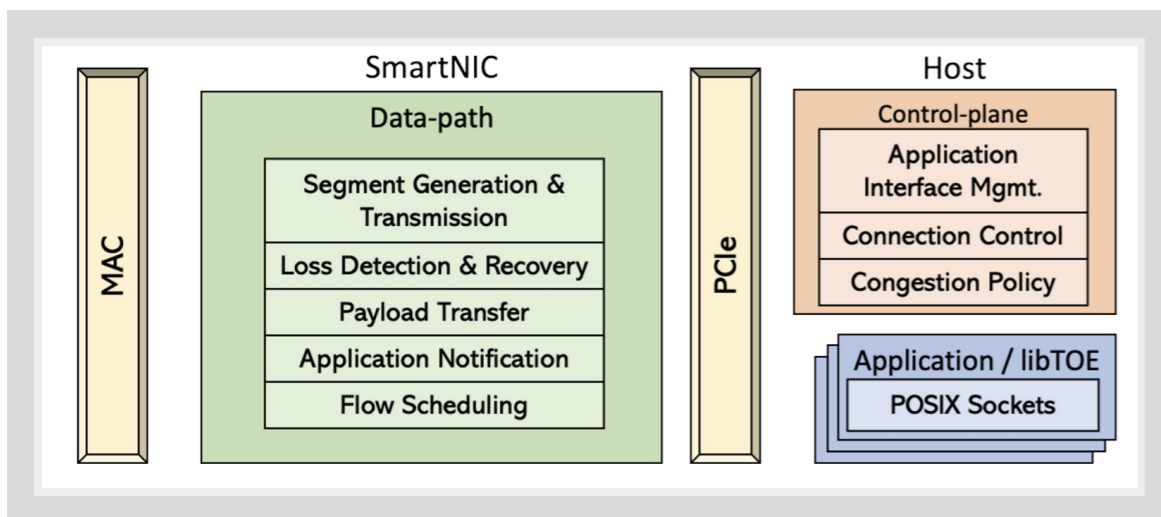 MAC
SmartNIC
Data-path
Segment Generation &
Transmission
Loss Detection & Recovery
Payload Transfer
Application Notification
Flow Scheduling
PCIe
Host
Control-plane
Application
Interface Mgmt.
Connection Control
Congestion Policy
Application / libTOE
POSIX Sockets